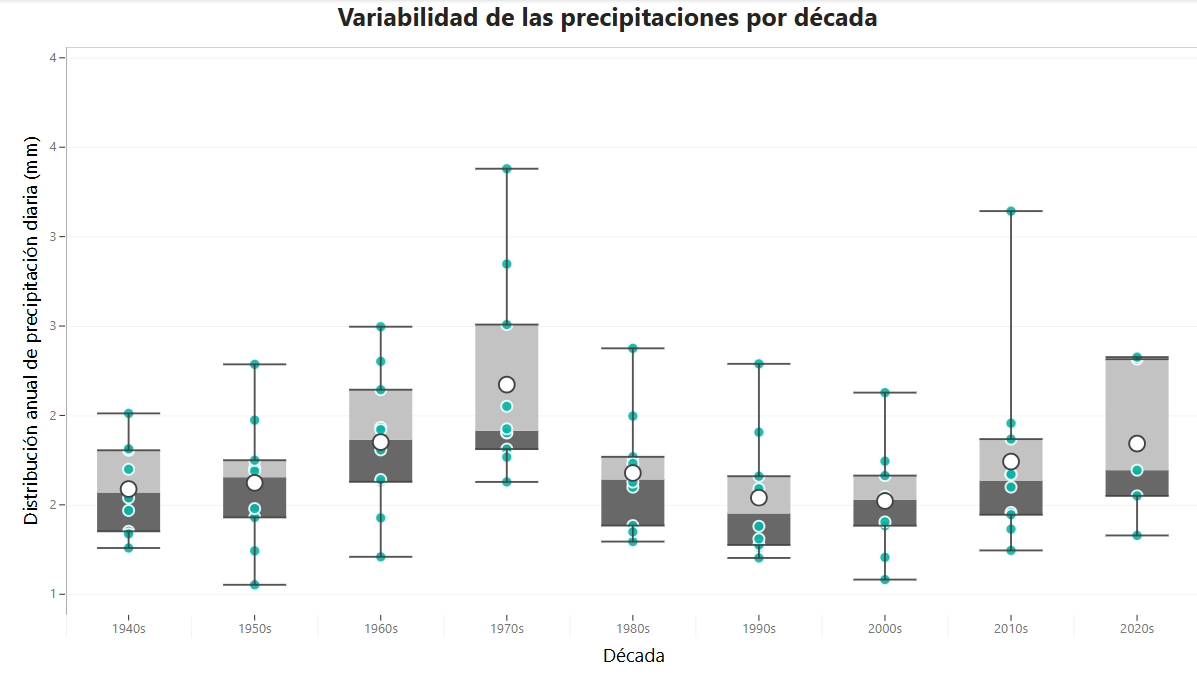 Variabilidad de las precipitaciones por década
Distribución anual de precipitación diaria (mm)
4
4
3
3
2
2
1
1940s 1950s 1960s 1970s 1980s 1990s 2000s 2010s 2020s
Década